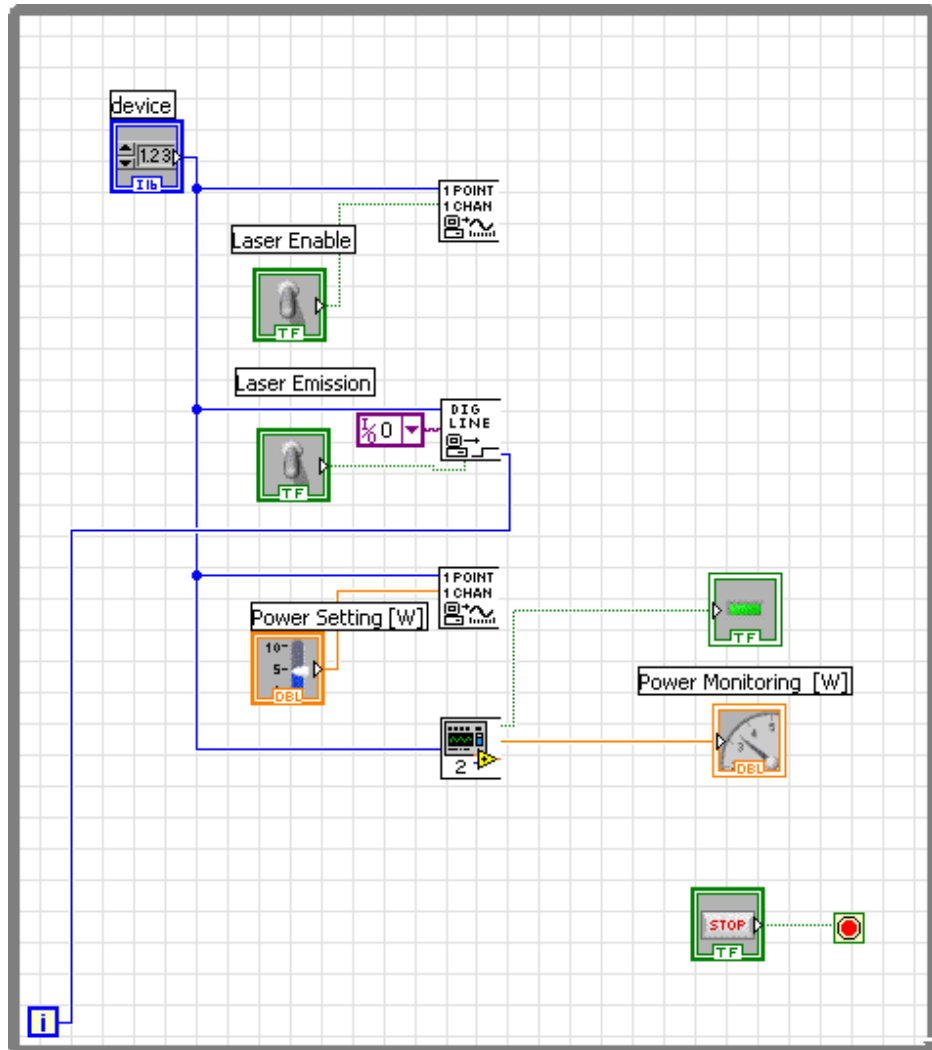 device
1.23
I16
1 POINT
1 CHAN
Laser Enable
TF
Laser Emission
DIG
LINE
I/O 0
TF
1 POINT
1 CHAN
Power Setting [W]
10
5
DBL
TF
Power Monitoring [W]
2
3
4
5
DBL
STOP
TF
i